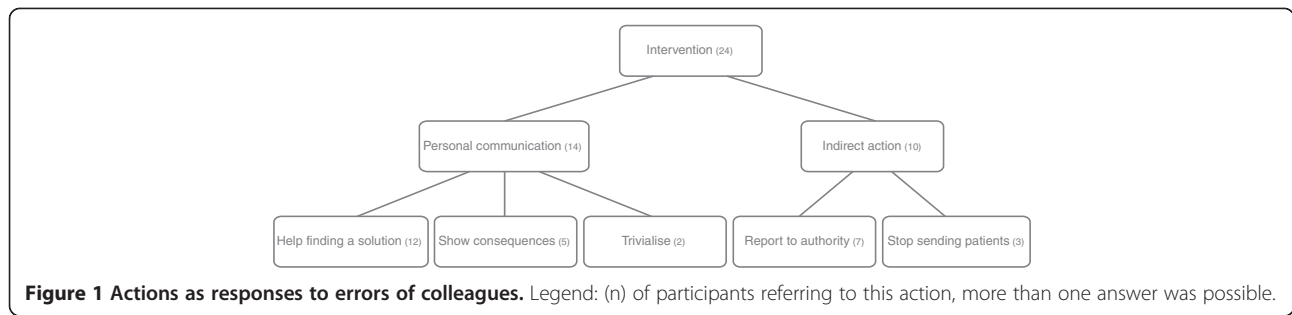 Intervention (24)
Personal communication (14)
Indirect action (10)
Help finding a solution (12)
Show consequences (5)
Trivialise (2)
Report to authority (7)
Stop sending patients (3)
Figure 1 Actions as responses to errors of colleagues. Legend: (n) of participants referring to this action, more than one answer was possible.